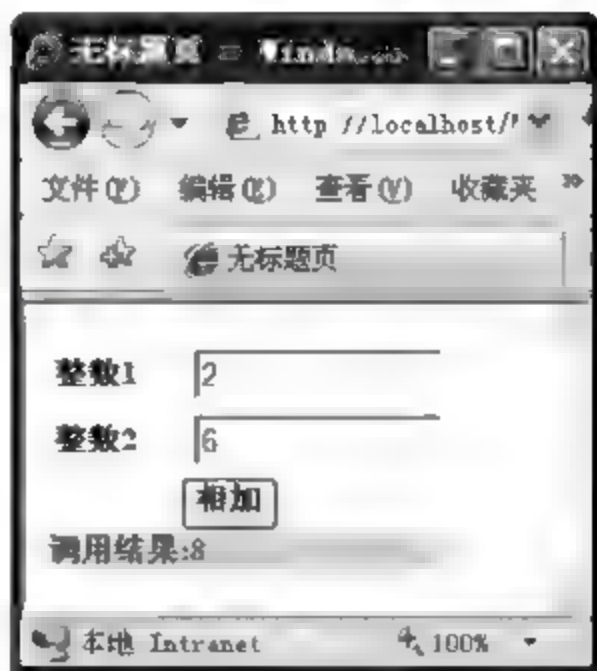 无标题页 - Windo...
http://localhost/
文件(F) 编辑(E) 查看(V) 收藏夹 »
无标题页
整数1 2
整数2 6
相加
调用结果:8
本地 Intranet 100%